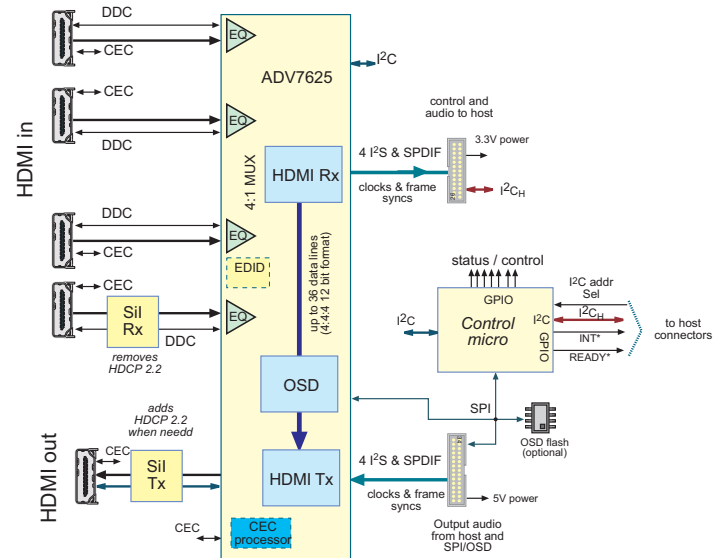 DDC
CEC
EQ
ADV7625
I²C
CEC
DDC
EQ
HDMI in
4:1 MUX
HDMI Rx
control and
audio to host
4 I²S & SPDIF
clocks & frame
syncs
3.3V power
I²CH
26
DDC
CEC
EQ
EDID
up to 36 data lines
(4:4:4 12 bit format)
CEC
SiI
Rx
DDC
EQ
removes
HDCP 2.2
status / control
GPIO
Control
micro
I²C
I²C
GPIO
I²C addr
Sel
I²CH
INT*
READY*
to host
connectors
OSD
SPI
OSD flash
(optional)
adds
HDCP 2.2
when needd
HDMI out
CEC
SiI
Tx
HDMI Tx
4 I²S & SPDIF
clocks & frame
syncs
5V power
Output audio
from host and
SPI/OSD
CEC
CEC
processor